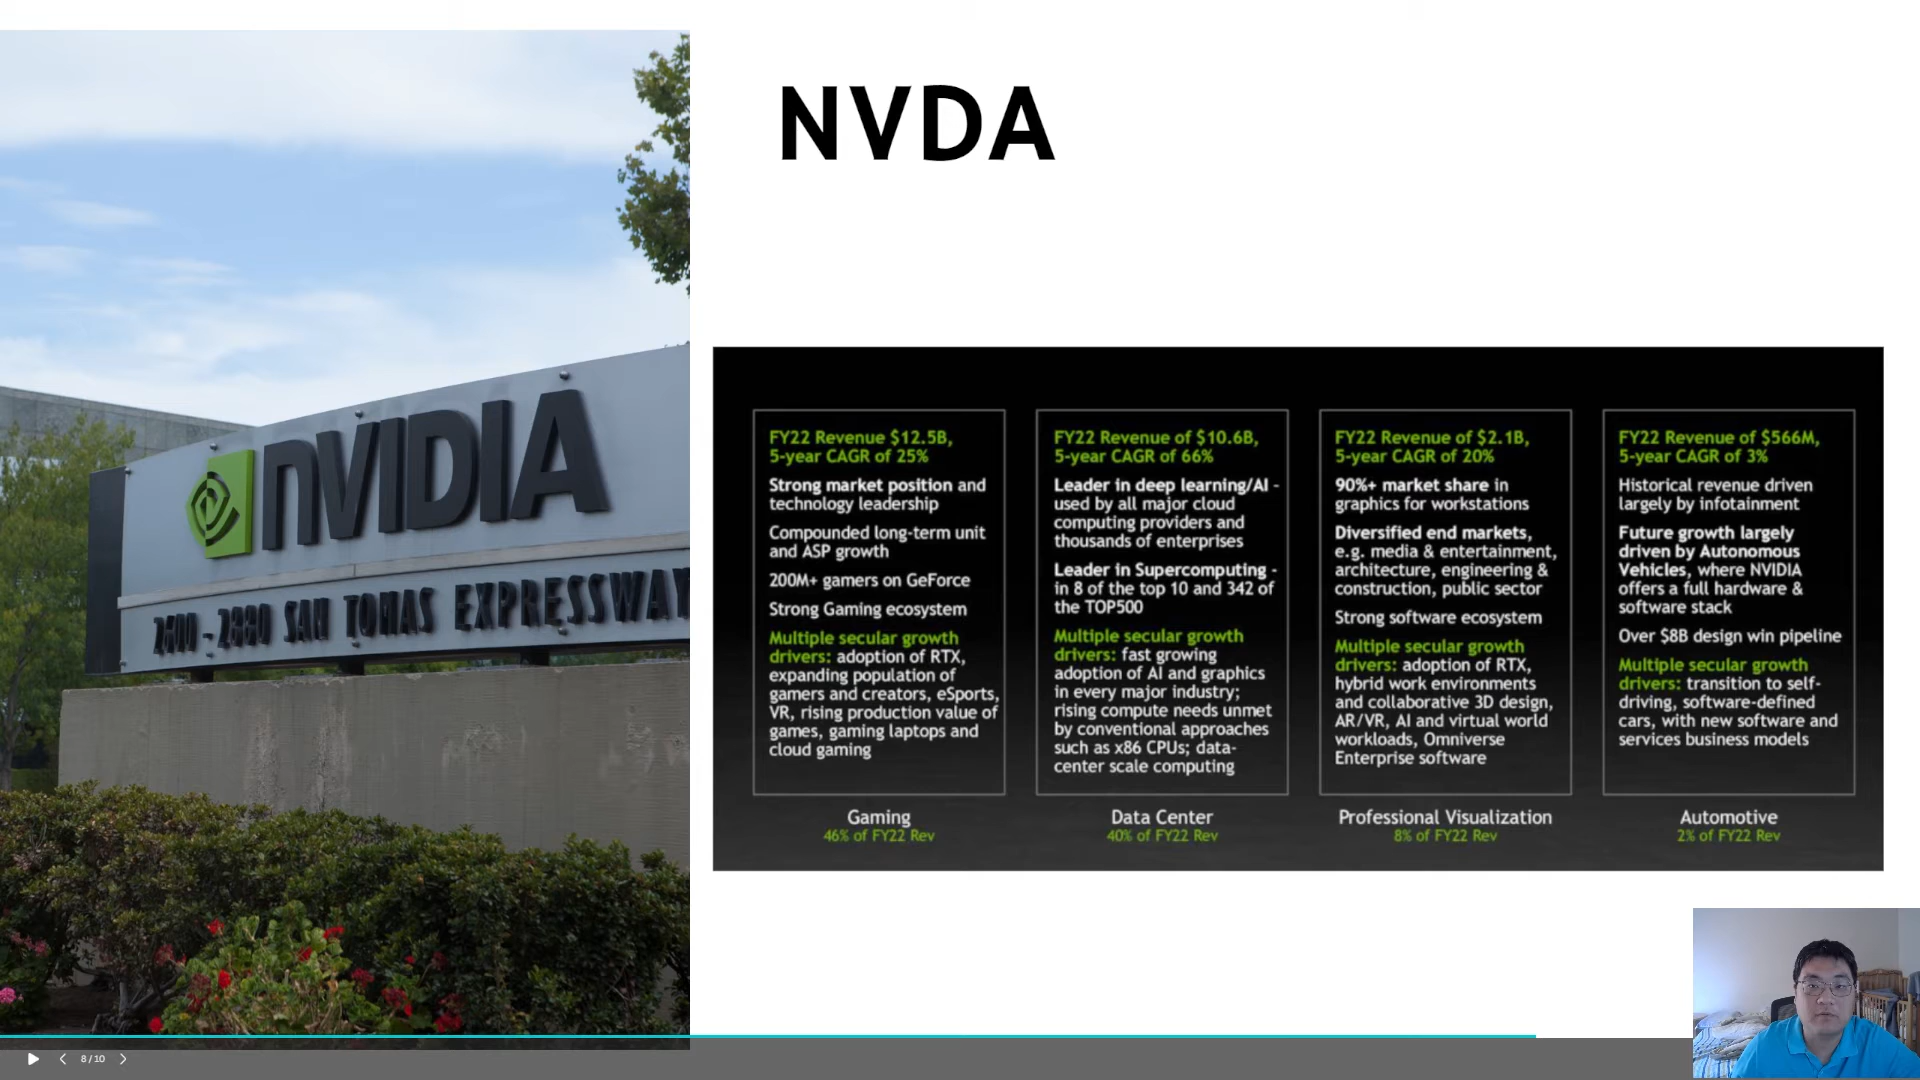 NVDA
NVIDIA
2600 - 2880 SAN TOMAS EXPRESSWAY
FY22 Revenue $12.5B,
5-year CAGR of 25%
Strong market position and
technology leadership
Compounded long-term unit
and ASP growth
200M+ gamers on GeForce
Strong Gaming ecosystem
Multiple secular growth
drivers: adoption of RTX,
expanding population of
gamers and creators, eSports,
VR, rising production value of
games, gaming laptops and
cloud gaming
Gaming
46% of FY22 Rev
FY22 Revenue of $10.6B,
5-year CAGR of 66%
Leader in deep learning/AI -
used by all major cloud
computing providers and
thousands of enterprises
Leader in Supercomputing -
in 8 of the top 10 and 342 of
the TOP500
Multiple secular growth
drivers: fast growing
adoption of AI and graphics
in every major industry;
rising compute needs unmet
by conventional approaches
such as x86 CPUs; data-
center scale computing
Data Center
40% of FY22 Rev
FY22 Revenue of $2.1B,
5-year CAGR of 20%
90%+ market share in
graphics for workstations
Diversified end markets,
e.g. media & entertainment,
architecture, engineering &
construction, public sector
Strong software ecosystem
Multiple secular growth
drivers: adoption of RTX,
hybrid work environments
and collaborative 3D design,
AR/VR, AI and virtual world
workloads, Omniverse
Enterprise software
Professional Visualization
8% of FY22 Rev
FY22 Revenue of $566M,
5-year CAGR of 3%
Historical revenue driven
largely by infotainment
Future growth largely
driven by Autonomous
Vehicles, where NVIDIA
offers a full hardware &
software stack
Over $8B design win pipeline
Multiple secular growth
drivers: transition to self-
driving, software-defined
cars, with new software and
services business models
Automotive
2% of FY22 Rev
8/10